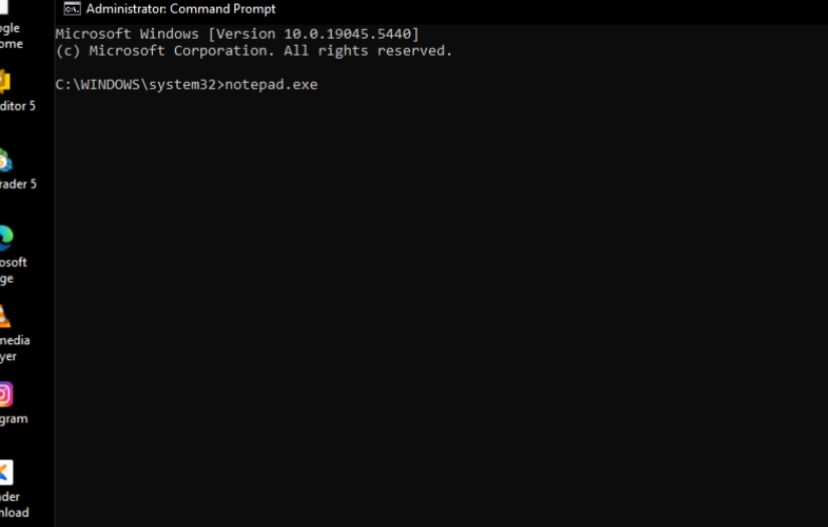 Administrator: Command Prompt
Microsoft Windows [Version 10.0.19045.5440]
(c) Microsoft Corporation. All rights reserved.
C:\WINDOWS\system32>notepad.exe
ogle
ome
ditor 5
rader 5
osoft
ge
media
yer
gram
der
nload